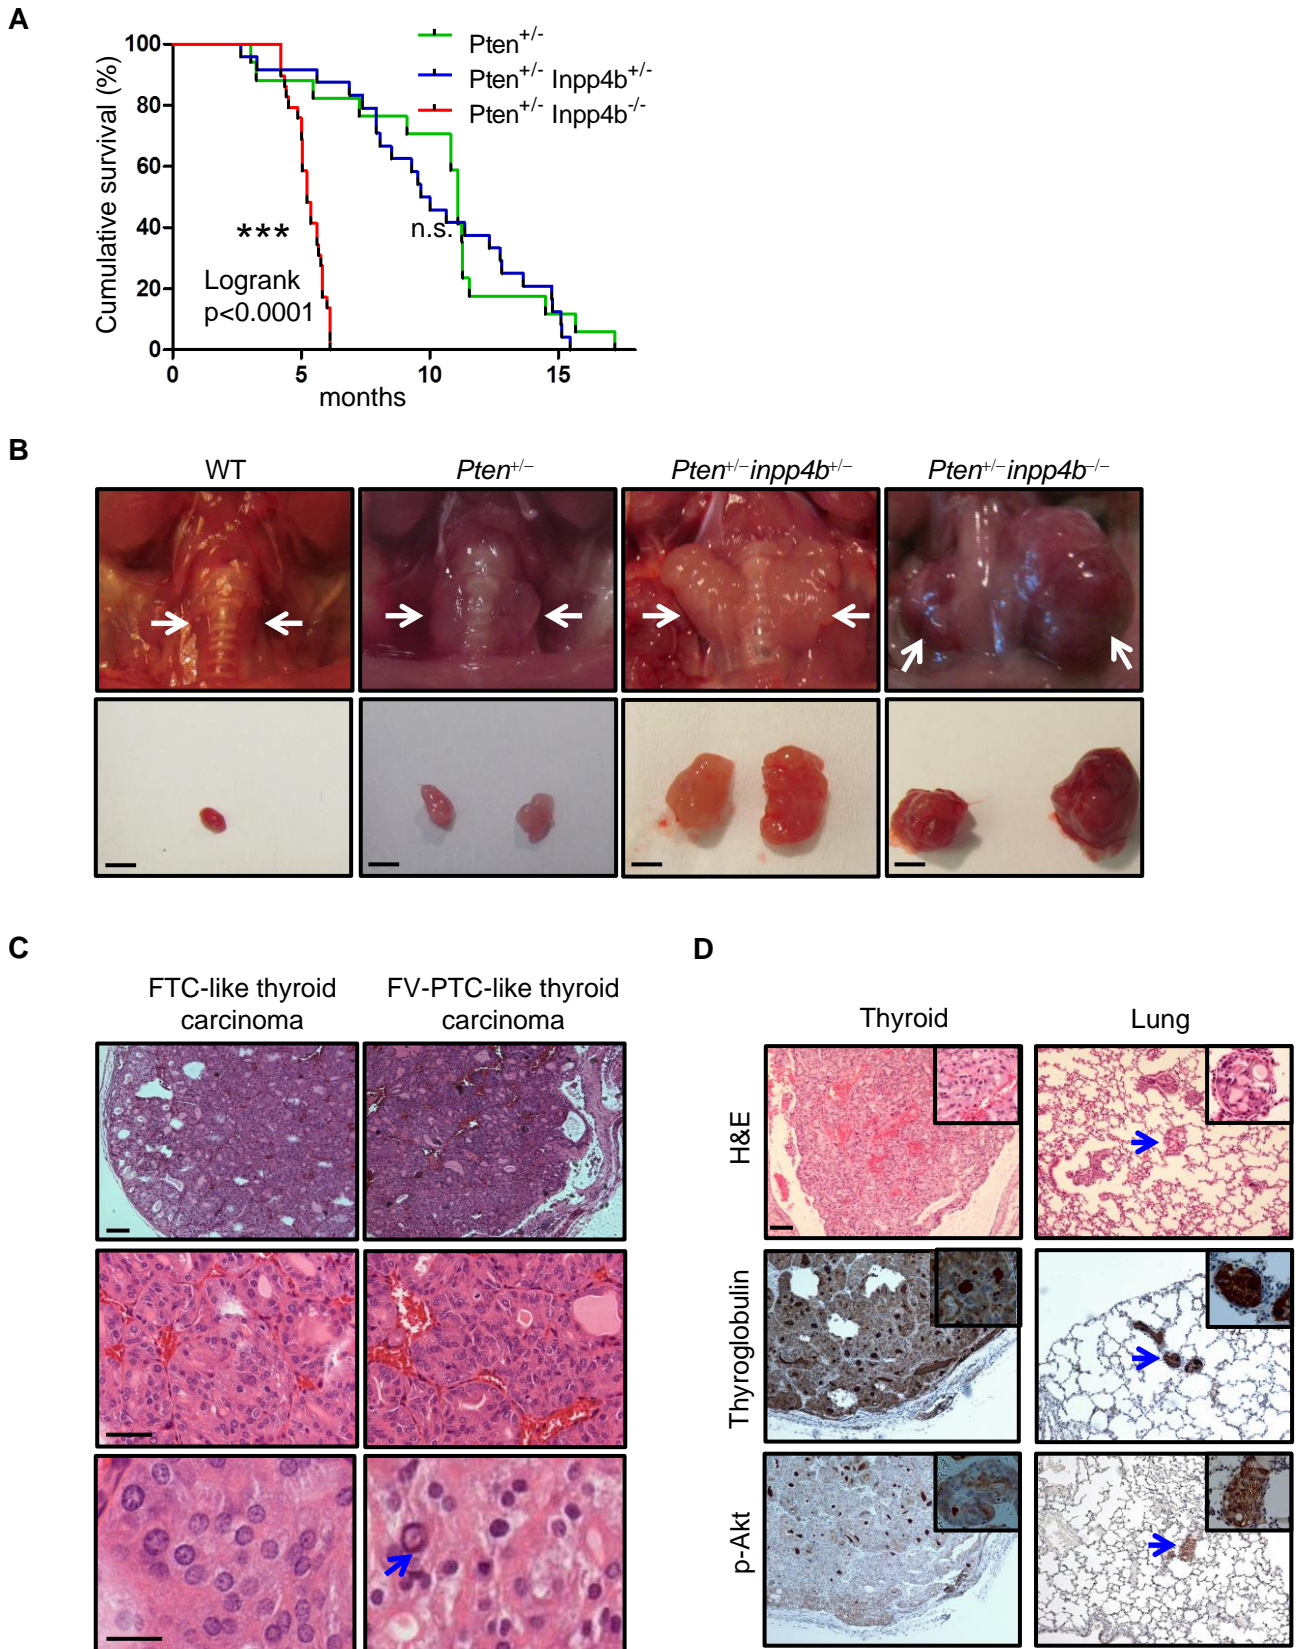 A
Pten+/-
Pten+/- Inpp4b+/-
Pten+/- Inpp4b-/-
Cumulative survival (%)
100
80
60
40
20
0
***
n.s.
Logrank
p<0.0001
0 5 10 15
months
B
WT Pten+/– Pten+/–inpp4b+/– Pten+/–inpp4b–/–
C
FTC-like thyroid
carcinoma
FV-PTC-like thyroid
carcinoma
D
Thyroid Lung
H&E
Thyroglobulin
p-Akt